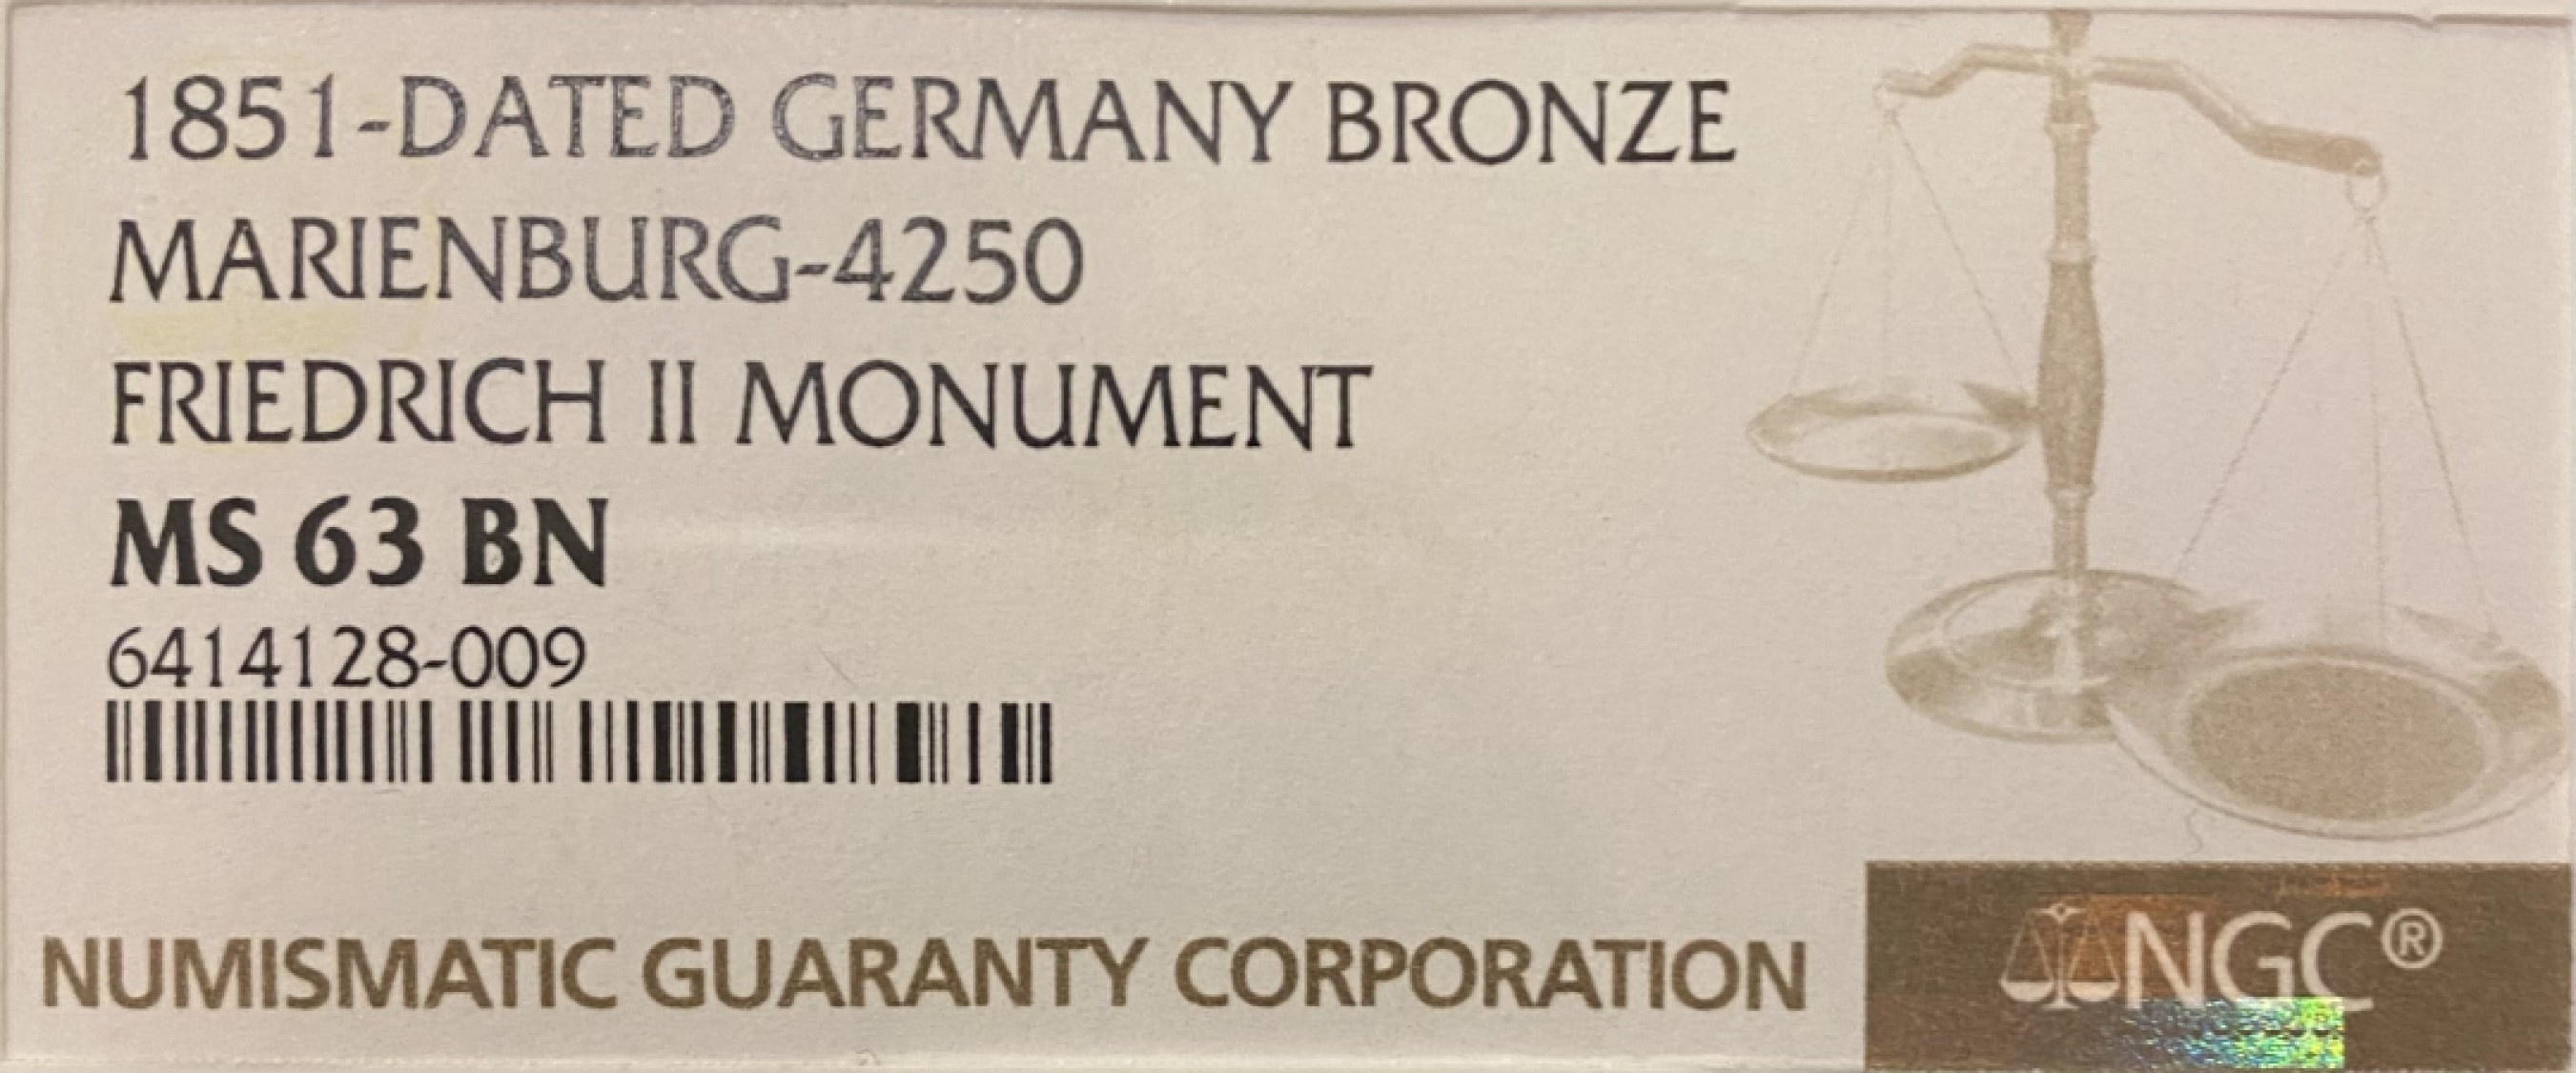 1851-DATED GERMANY BRONZE
MARIENBURG-4250
FRIEDRICH II MONUMENT
MS 63 BN
6414128-009
NUMISMATIC GUARANTY CORPORATION
NGC®